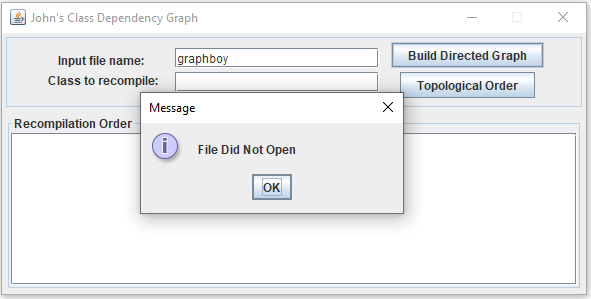 John's Class Dependency Graph
Input file name: graphboy Build Directed Graph
Class to recompile: Topological Order
Message
Recompilation Order
File Did Not Open
OK